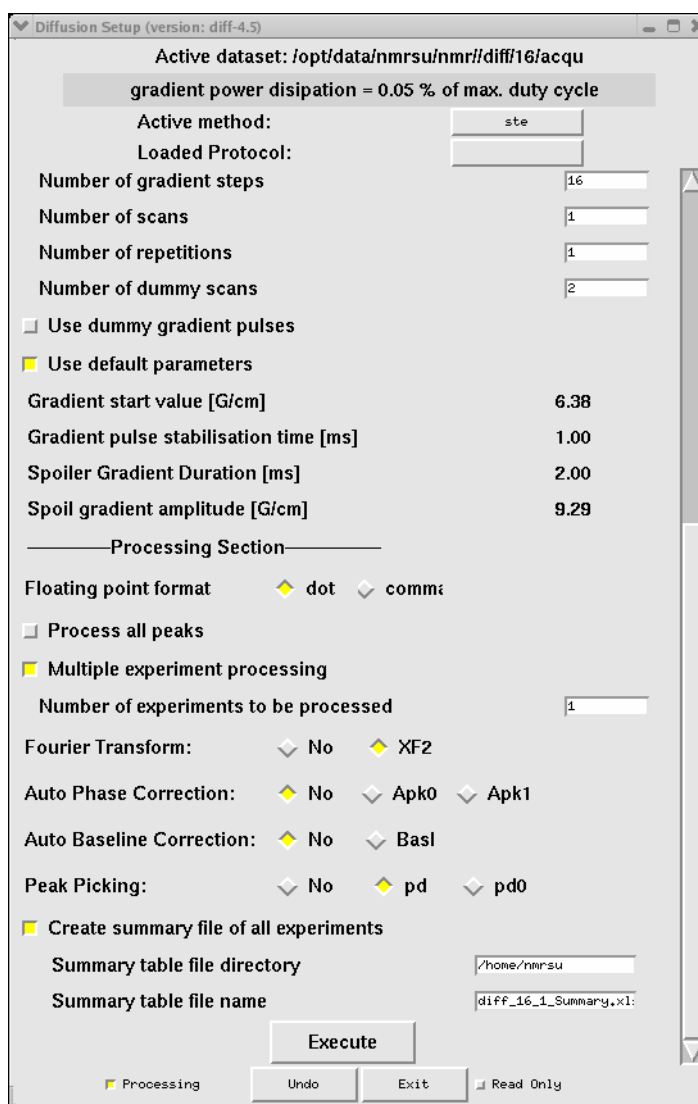 Diffusion Setup (version: diff-4.5)
Active dataset: /opt/data/nmrsu/nmr//diff/16/acqu
gradient power disipation = 0.05 % of max. duty cycle
Active method: ste
Loaded Protocol:
Number of gradient steps 16
Number of scans 1
Number of repetitions 1
Number of dummy scans 2
Use dummy gradient pulses
Use default parameters
Gradient start value [G/cm] 6.38
Gradient pulse stabilisation time [ms] 1.00
Spoiler Gradient Duration [ms] 2.00
Spoil gradient amplitude [G/cm] 9.29
Processing Section
Floating point format dot comma
Process all peaks
Multiple experiment processing
Number of experiments to be processed 1
Fourier Transform: No XF2
Auto Phase Correction: No Apk0 Apk1
Auto Baseline Correction: No Basl
Peak Picking: No pd pd0
Create summary file of all experiments
Summary table file directory /home/nmrsu
Summary table file name diff_16_1_Summary.xls
Execute
Processing Undo Exit Read Only